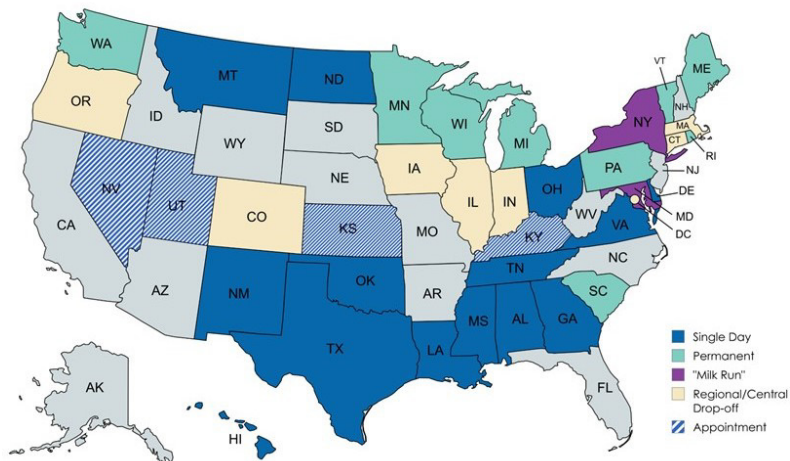 WA
MT
ND
MN
VT
ME
OR
ID
WY
SD
WI
MI
NY
NH
MA
CT
RI
NV
UT
CO
NE
IA
IL
IN
OH
PA
NJ
DE
MD
DC
CA
KS
MO
KY
WV
VA
AZ
NM
OK
AR
TN
NC
SC
TX
LA
MS
AL
GA
FL
AK
HI
Single Day
Permanent
"Milk Run"
Regional/Central
Drop-off
Appointment